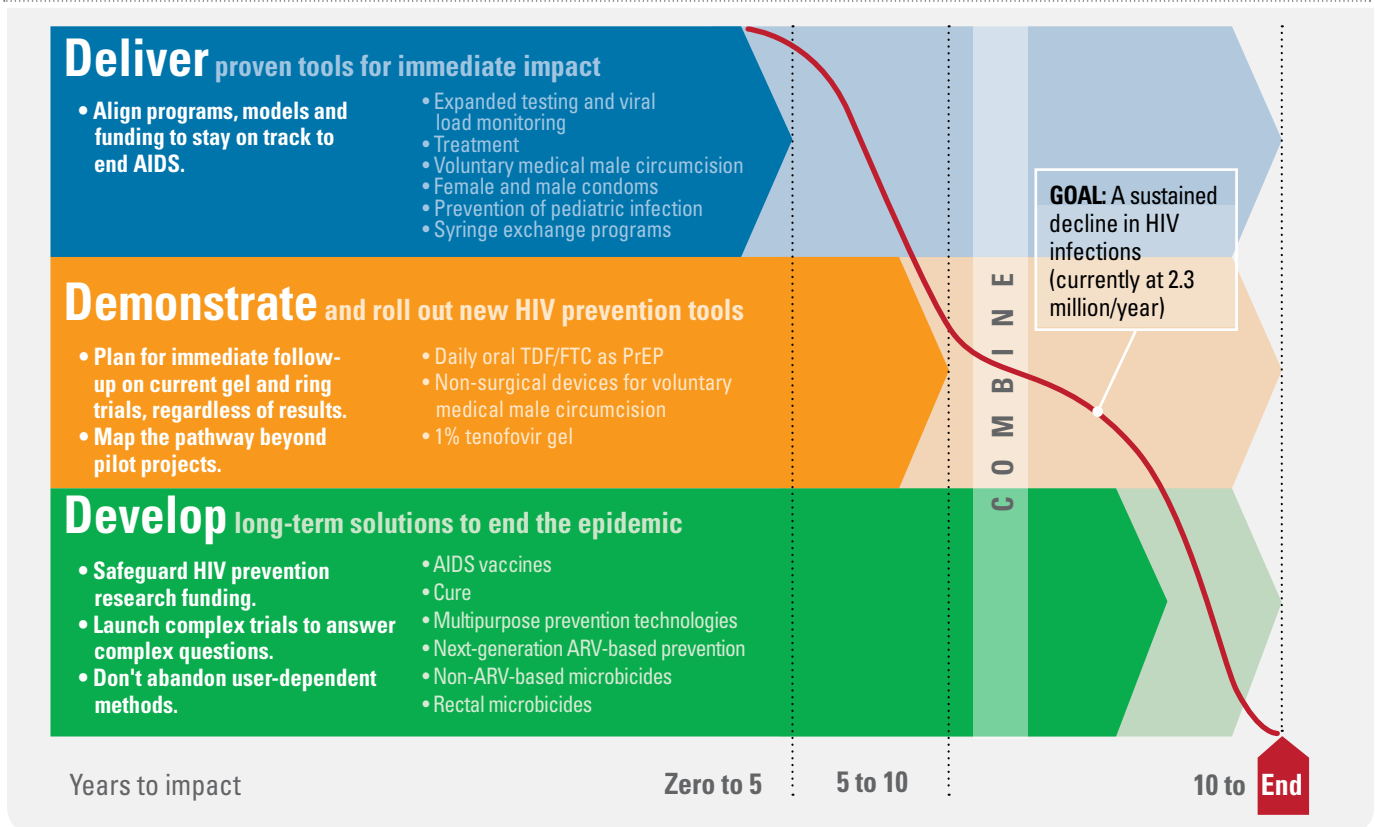 Deliver proven tools for immediate impact
• Align programs, models and
funding to stay on track to
end AIDS.
• Expanded testing and viral
load monitoring
• Treatment
• Voluntary medical male circumcision
• Female and male condoms
• Prevention of pediatric infection
• Syringe exchange programs
Demonstrate and roll out new HIV prevention tools
• Plan for immediate follow-
up on current gel and ring
trials, regardless of results.
• Map the pathway beyond
pilot projects.
• Daily oral TDF/FTC as PrEP
• Non-surgical devices for voluntary
medical male circumcision
• 1% tenofovir gel
Develop long-term solutions to end the epidemic
• Safeguard HIV prevention
research funding.
• Launch complex trials to answer
complex questions.
• Don't abandon user-dependent
methods.
• AIDS vaccines
• Cure
• Multipurpose prevention technologies
• Next-generation ARV-based prevention
• Non-ARV-based microbicides
• Rectal microbicides
COMBINE
GOAL: A sustained
decline in HIV
infections
(currently at 2.3
million/year)
Years to impact
Zero to 5
5 to 10
10 to End